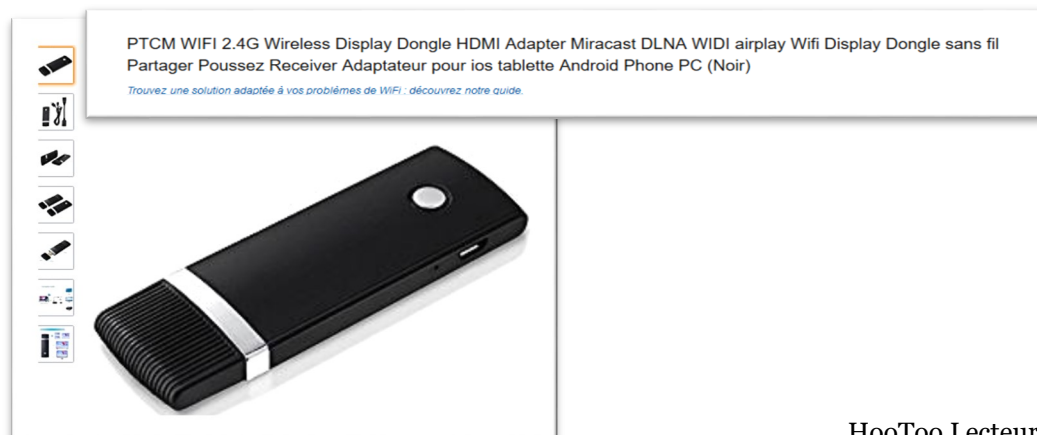 PTCM WIFI 2.4G Wireless Display Dongle HDMI Adapter Miracast DLNA WIDI airplay Wifi Display Dongle sans fil
Partager Poussez Receiver Adaptateur pour ios tablette Android Phone PC (Noir)
Trouvez une solution adaptée à vos problèmes de WiFi : découvrez notre guide.
HooToo Lecteur